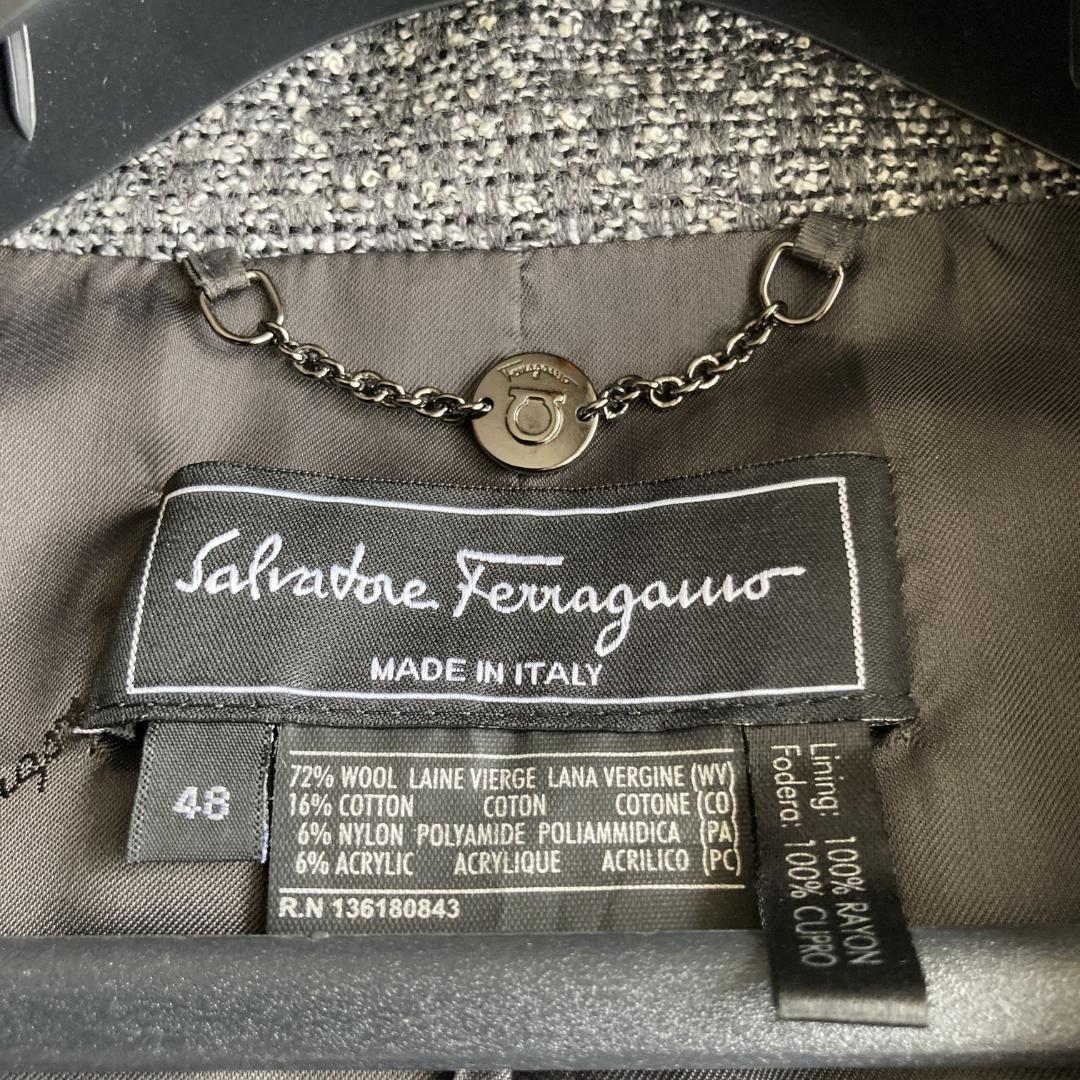 Ferragamo
Salvatore Ferragamo
MADE IN ITALY
48
72% WOOL LAINE VIERGE LANA VERGINE (WV)
16% COTTON COTON COTONE (CO)
6% NYLON POLYAMIDE POLIAMMIDICA (PA)
6% ACRYLIC ACRYLIQUE ACRILICO (PC)
R.N 136180843
Lining: 100% RAYON
Fodera: 100% CUPRO